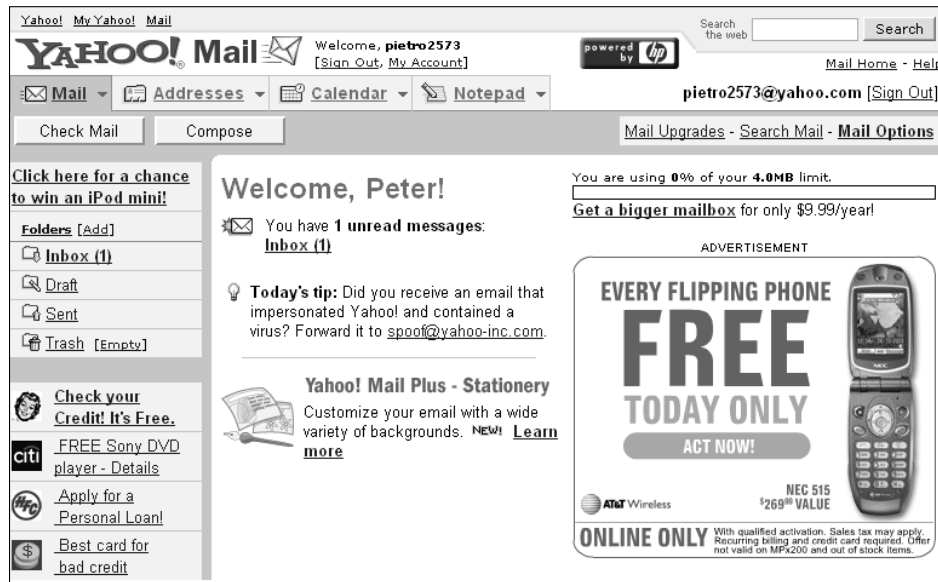 Yahoo! My Yahoo! Mail
Search the web
Search
YAHOO! Mail
Welcome, pietro2573
[Sign Out, My Account]
powered by hp
Mail Home - Help
Mail
Addresses
Calendar
Notepad
pietro2573@yahoo.com [Sign Out]
Check Mail
Compose
Mail Upgrades - Search Mail - Mail Options
Click here for a chance
to win an iPod mini!
Folders [Add]
Inbox (1)
Draft
Sent
Trash [Empty]
Check your
Credit! It's Free.
citi
FREE Sony DVD
player - Details
HFC
Apply for a
Personal Loan!
$
Best card for
bad credit
Welcome, Peter!
You have 1 unread messages:
Inbox (1)
Today's tip: Did you receive an email that
impersonated Yahoo! and contained a
virus? Forward it to spoof@yahoo-inc.com.
Yahoo! Mail Plus - Stationery
Customize your email with a wide
variety of backgrounds. NEW! Learn
more
You are using 0% of your 4.0MB limit.
Get a bigger mailbox for only $9.99/year!
ADVERTISEMENT
EVERY FLIPPING PHONE
FREE
TODAY ONLY
ACT NOW!
NEC
AT&T Wireless
NEC 515
$269.99 VALUE
ONLINE ONLY
With qualified activation. Sales tax may apply.
Recurring billing and credit card required. Offer
not valid on MPx200 and out of stock items.